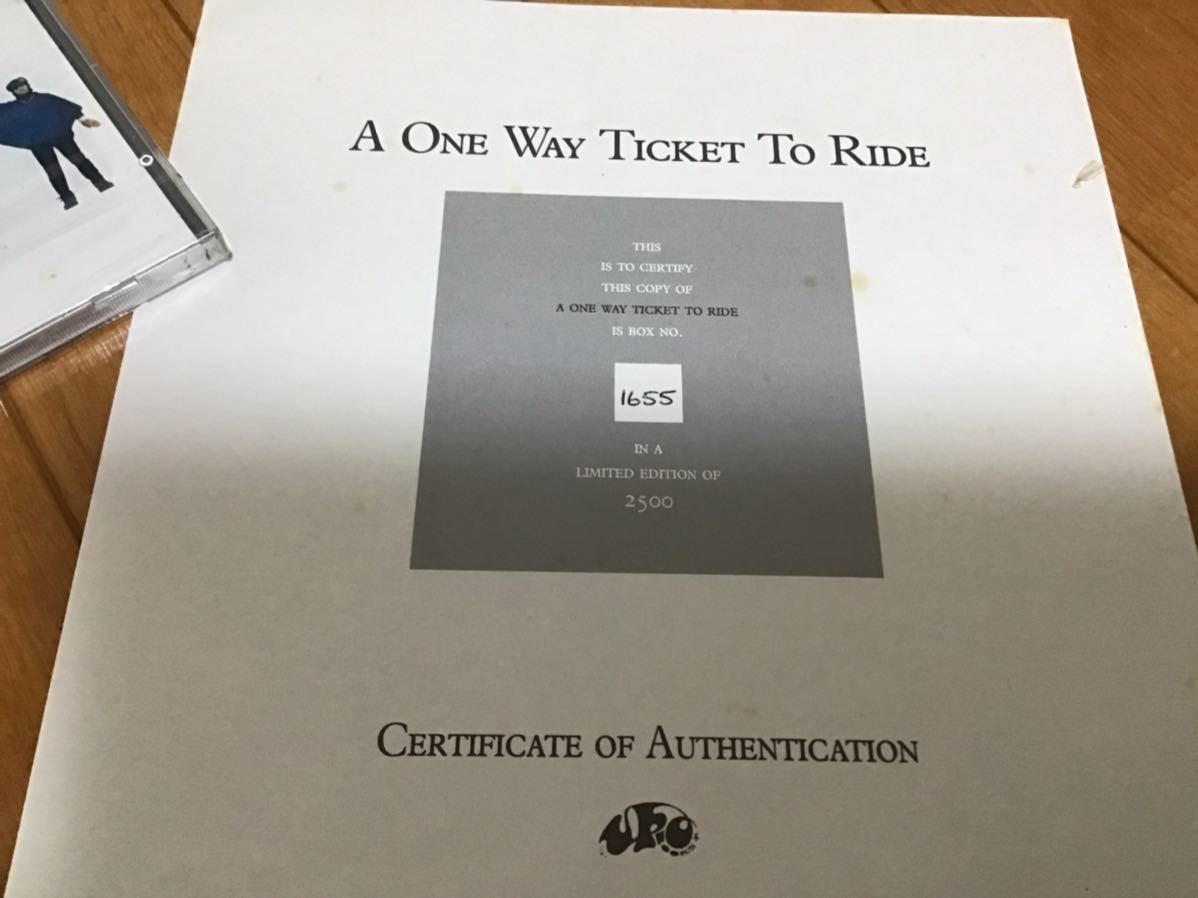 A ONE WAY TICKET TO RIDE
THIS
IS TO CERTIFY
THIS COPY OF
A ONE WAY TICKET TO RIDE
IS BOX NO.
1655
IN A
LIMITED EDITION OF
2500
CERTIFICATE OF AUTHENTICATION
UFO